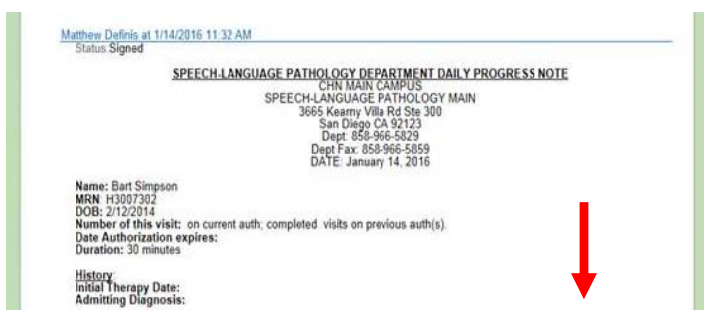 Matthew Definis at 1/14/2016 11:32 AM
Status Signed
SPEECH-LANGUAGE PATHOLOGY DEPARTMENT DAILY PROGRESS NOTE
CHN MAIN CAMPUS
SPEECH-LANGUAGE PATHOLOGY MAIN
3665 Kearny Villa Rd Ste 300
San Diego CA 92123
Dept: 858-966-5829
Dept Fax: 858-966-5859
DATE: January 14, 2016
Name: Bart Simpson
MRN: H3007302
DOB: 2/12/2014
Number of this visit: on current auth; completed visits on previous auth(s).
Date Authorization expires:
Duration: 30 minutes
History:
Initial Therapy Date:
Admitting Diagnosis: